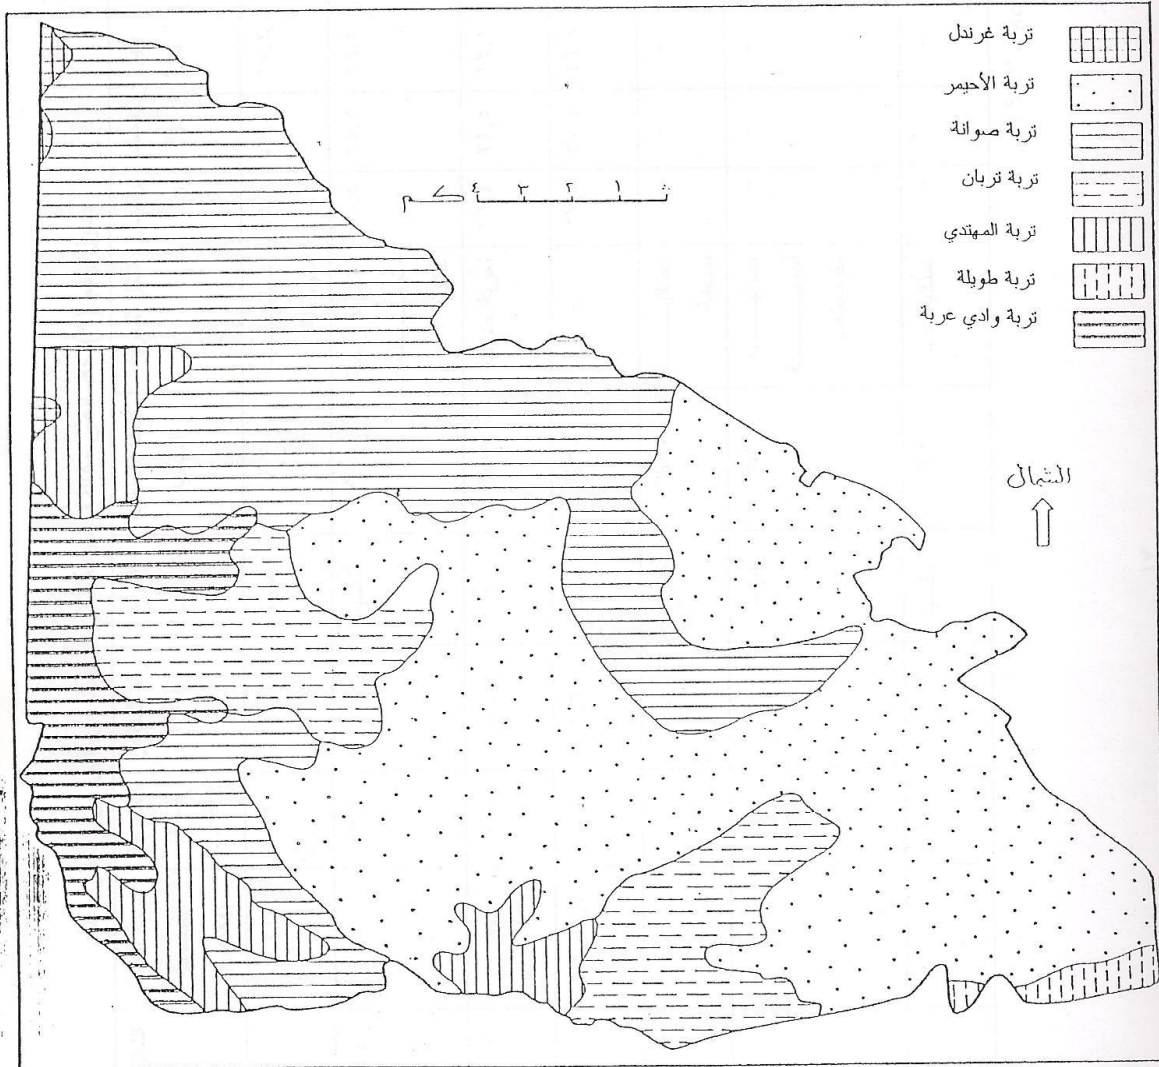 تربة غرندل
تربة الأحيمر
تربة صوانة
تربة تربان
تربة المهتدي
تربة طويلة
تربة وادي عربة
٠ ١ ٢ ٣ ٤ كم
الشمال